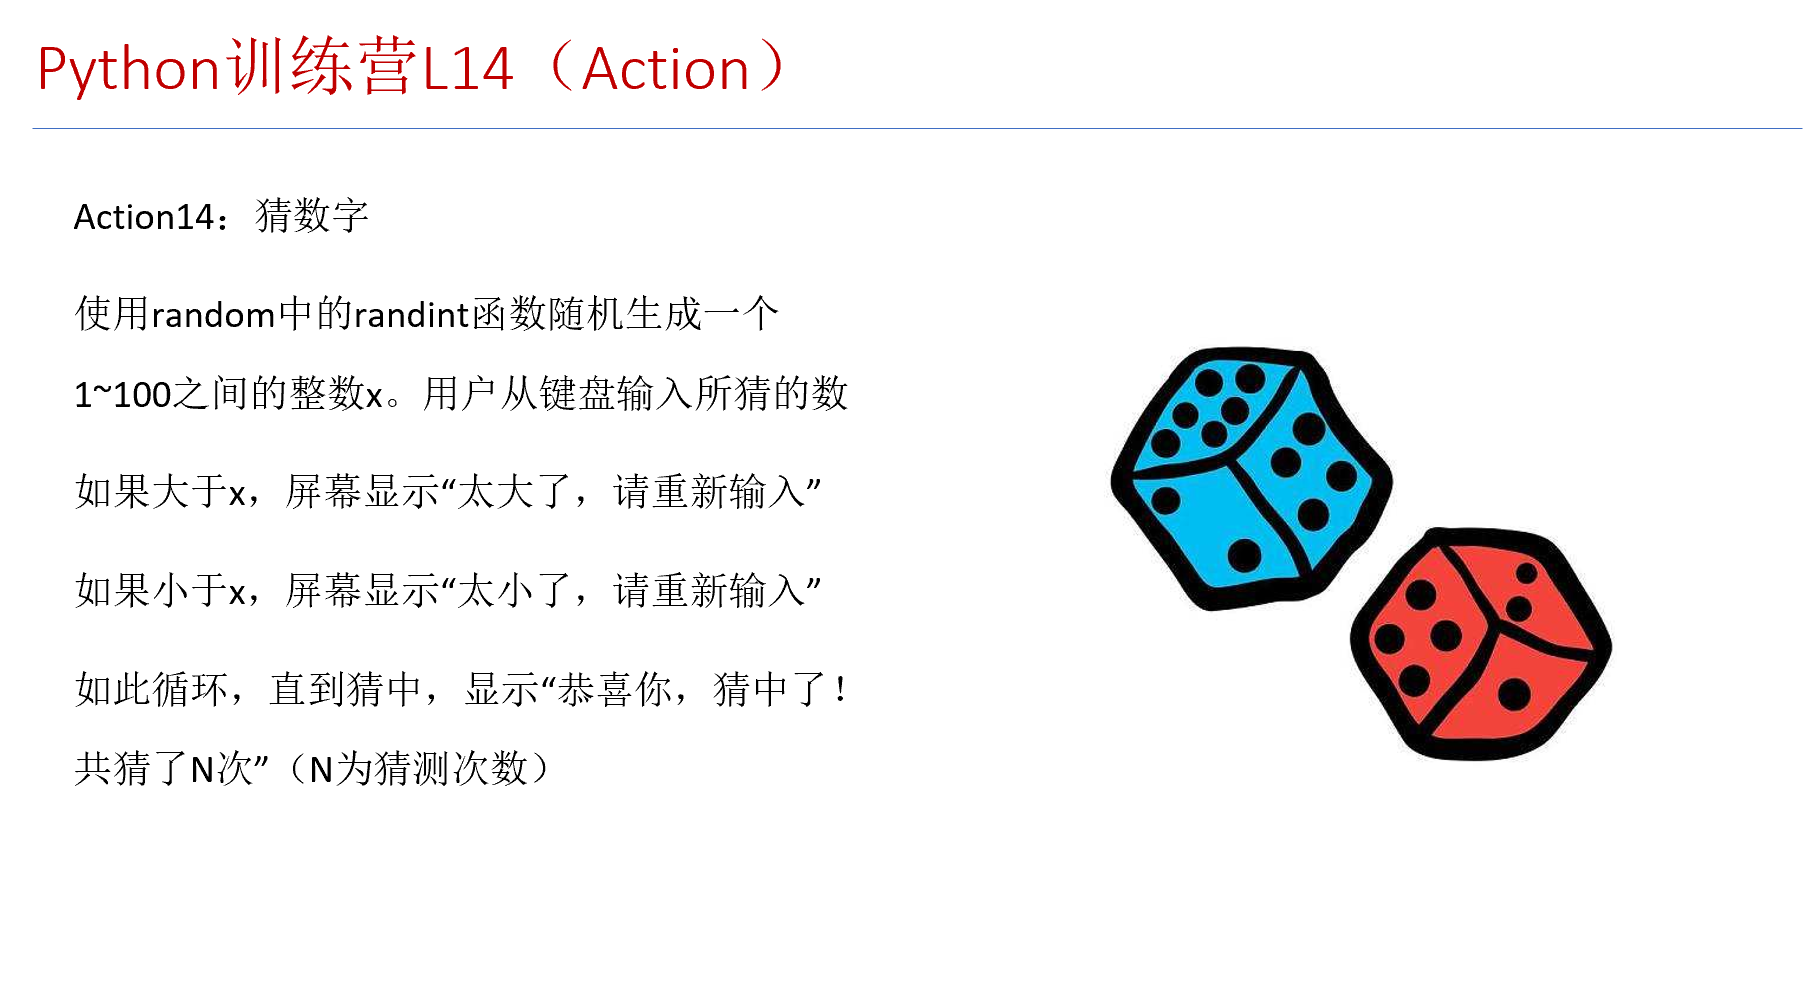 Python训练营L14（Action）
Action14：猜数字
使用random中的randint函数随机生成一个
1~100之间的整数x。用户从键盘输入所猜的数
如果大于x，屏幕显示“太大了，请重新输入”
如果小于x，屏幕显示“太小了，请重新输入”
如此循环，直到猜中，显示“恭喜你，猜中了！
共猜了N次”（N为猜测次数）